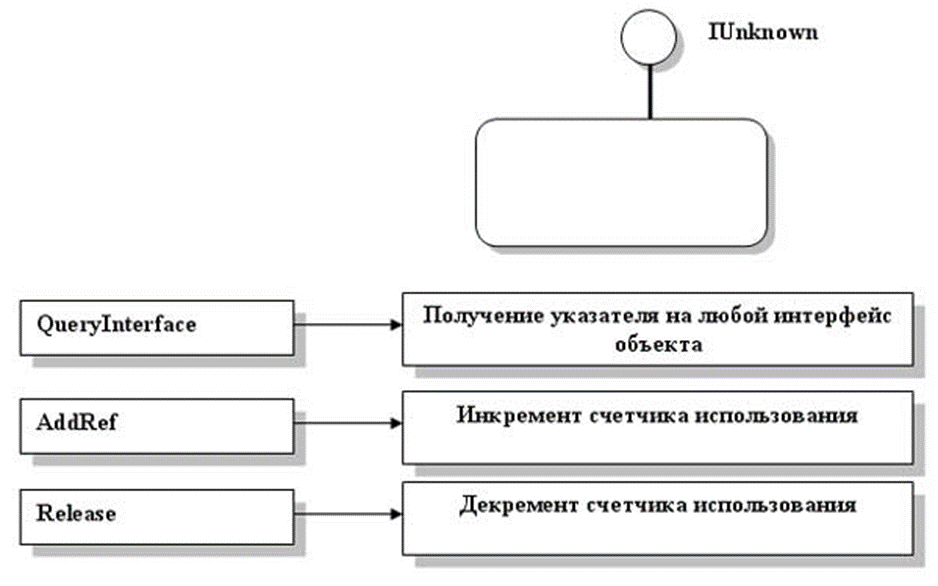 IUnknown
QueryInterface
Получение указателя на любой интерфейс
объекта
AddRef
Инкремент счетчика использования
Release
Декремент счетчика использования